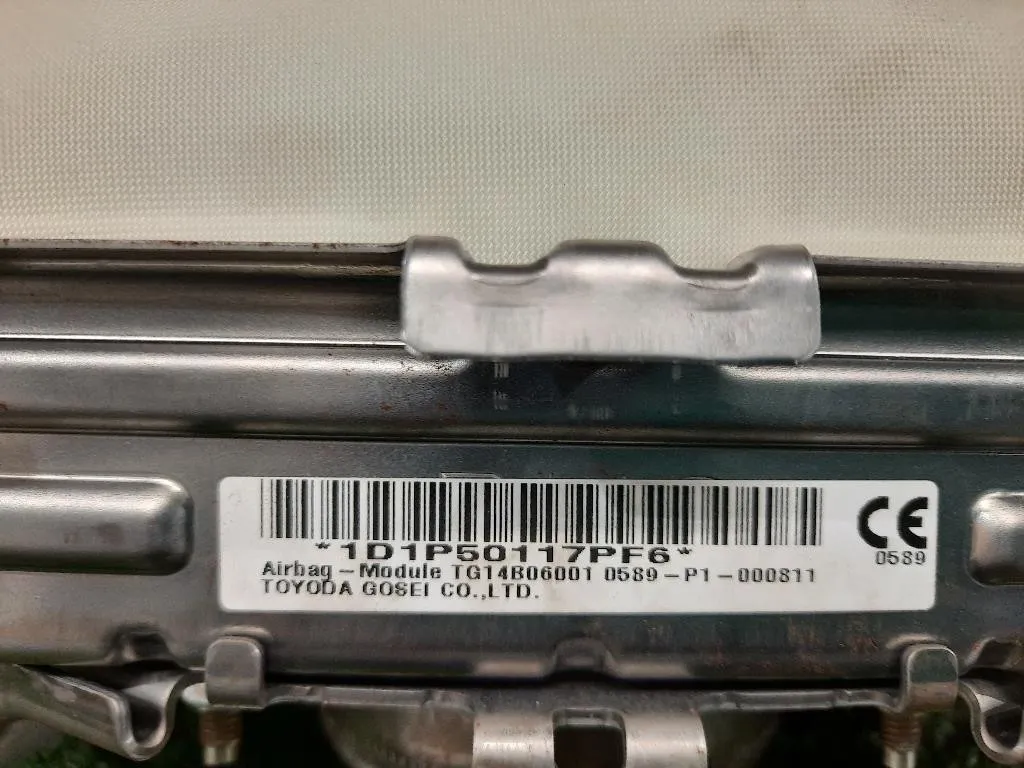 *1D1P50117PF6*
CE
0589
Airbag-Module TG14B06001 0589-P1-000811
TOYODA GOSEI CO.,LTD.